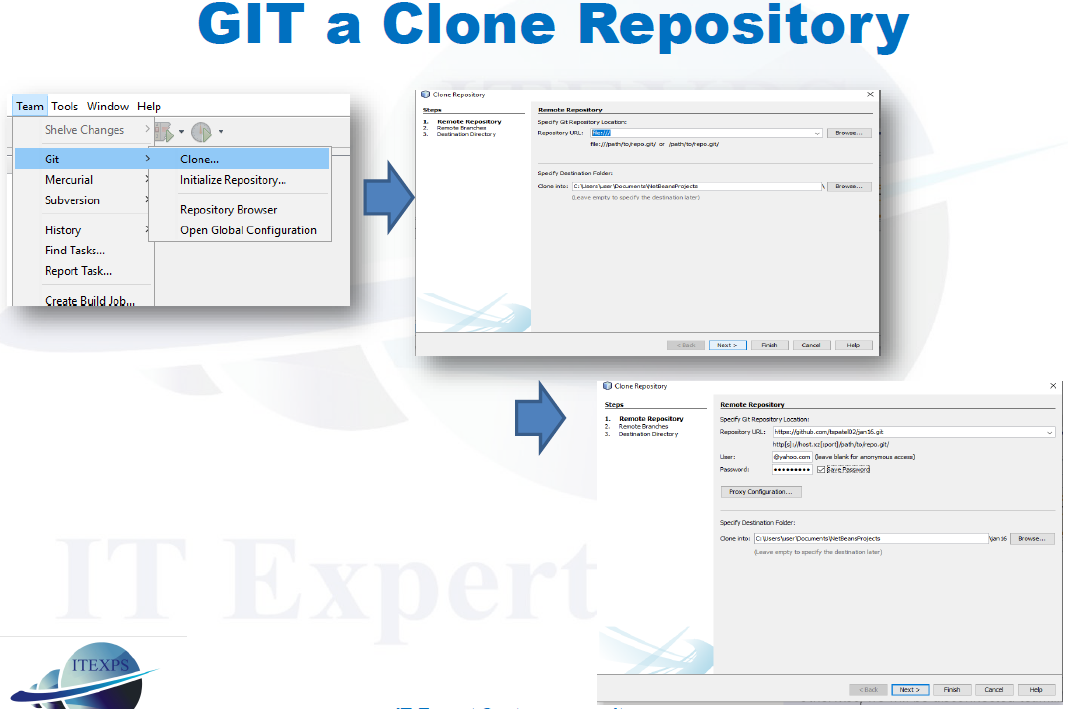 GIT a Clone Repository
Team Tools Window Help
Shelve Changes
Git
Mercurial
Subversion
History
Find Tasks...
Report Task...
Create Build Job...
Clone...
Initialize Repository...
Repository Browser
Open Global Configuration
Clone Repository
Steps
1. Remote Repository
2. Remote Branches
3. Destination Directory
Remote Repository
Specify Git Repository Location:
Repository URL: file:/// Browse...
file:///path/to/repo.git/ or /path/to/repo.git/
Specify Destination Folder:
Clone into: C:\Users\user\Documents\NetBeansProjects \ Browse...
(Leave empty to specify the destination later)
< Back Next > Finish Cancel Help
Clone Repository
Steps
1. Remote Repository
2. Remote Branches
3. Destination Directory
Remote Repository
Specify Git Repository Location:
Repository URL: https://github.com/tspatel02/jan16.git
http[s]://host.xz[:port]/path/to/repo.git/
User: @yahoo.com (leave blank for anonymous access)
Password: ••••••••• Save Password
Proxy Configuration...
Specify Destination Folder:
Clone into: C:\Users\user\Documents\NetBeansProjects \jan16 Browse...
(Leave empty to specify the destination later)
< Back Next > Finish Cancel Help
IT Expert
ITEXPS